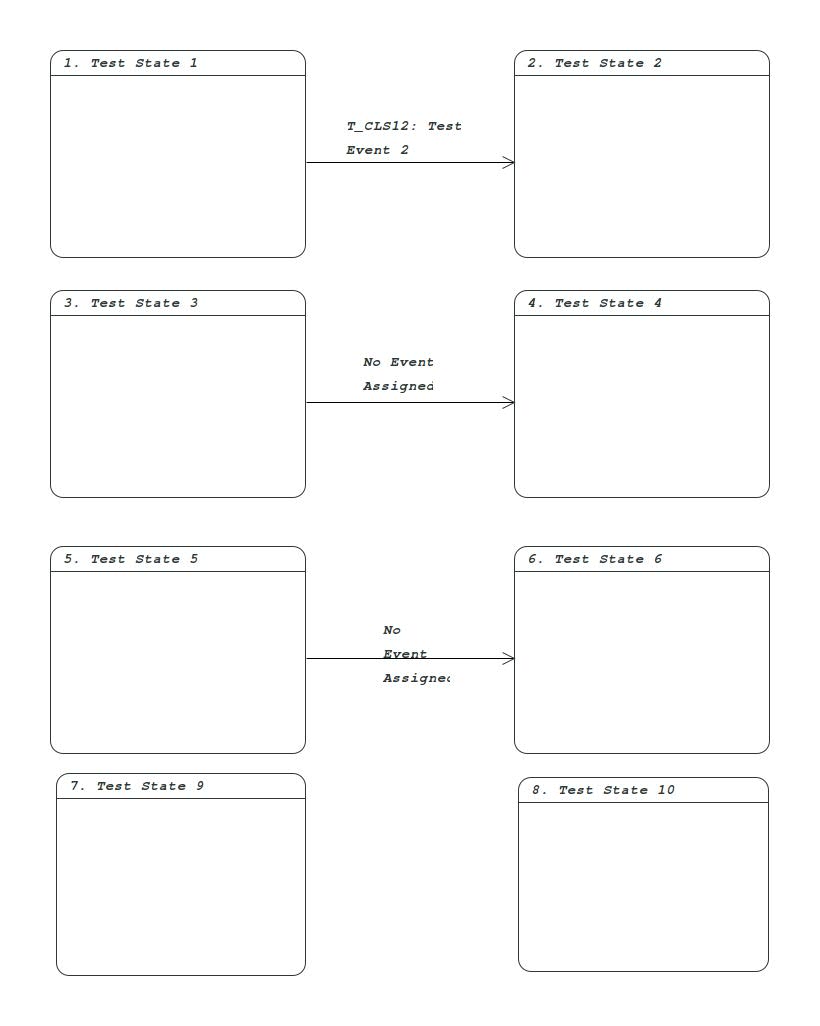 1. Test State 1
2. Test State 2
T_CLS12: Test
Event 2
3. Test State 3
4. Test State 4
No Event
Assigned
5. Test State 5
6. Test State 6
No
Event
Assigned
7. Test State 9
8. Test State 10